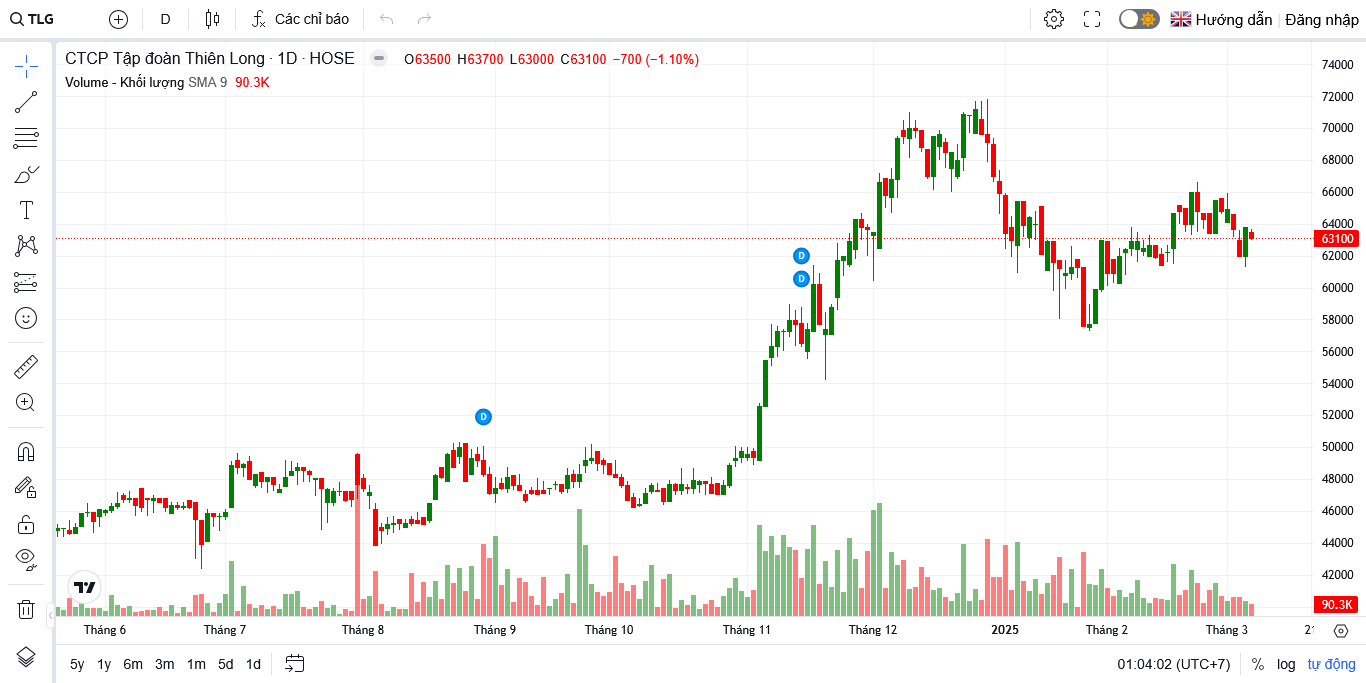 TLG D Các chỉ báo Hướng dẫn Đăng nhập
CTCP Tập đoàn Thiên Long · 1D · HOSE O63500 H63700 L63000 C63100 −700 (−1.10%)
Volume - Khối lượng SMA 9 90.3K
74000
72000
70000
68000
66000
64000
63100
62000
60000
58000
56000
54000
52000
50000
48000
46000
44000
42000
90.3K
D
D
D
Tháng 6 Tháng 7 Tháng 8 Tháng 9 Tháng 10 Tháng 11 Tháng 12 2025 Tháng 2 Tháng 3
5y 1y 6m 3m 1m 5d 1d 01:04:02 (UTC+7) % log tự động